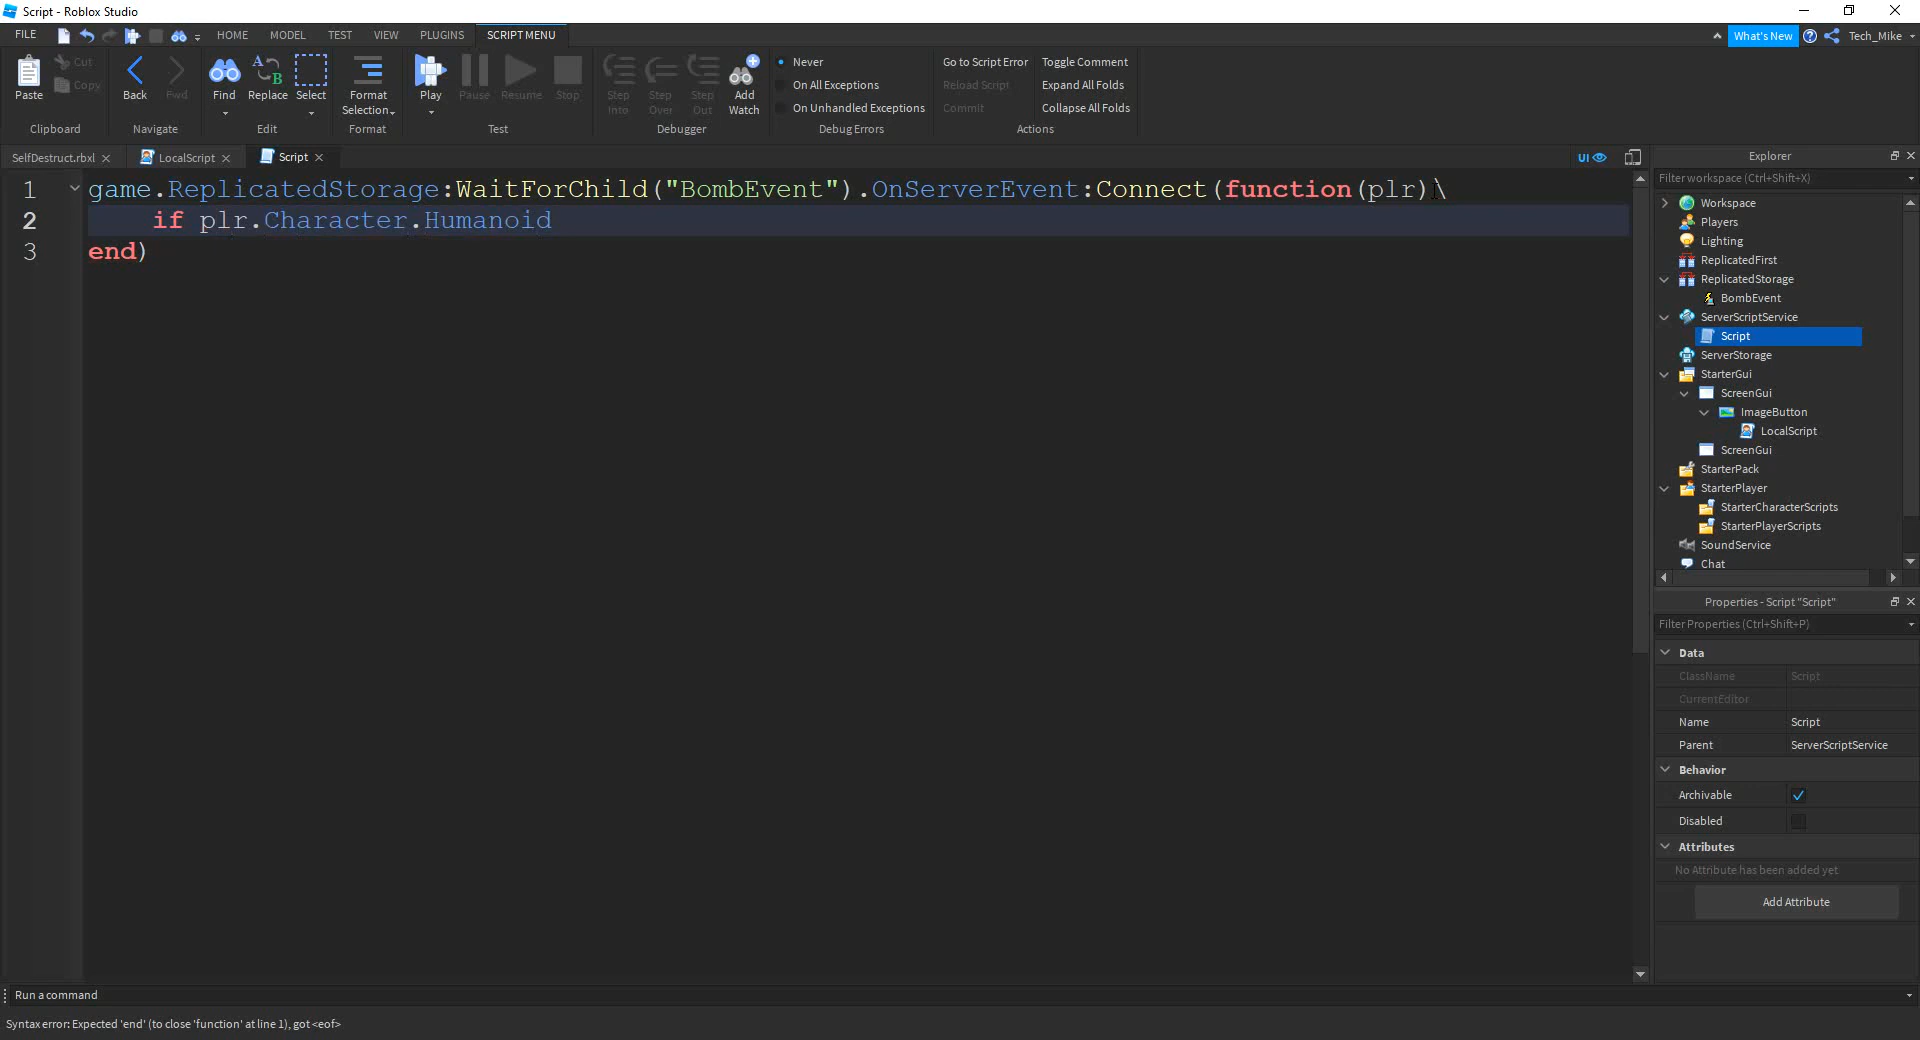 Script - Roblox Studio
FILE HOME MODEL TEST VIEW PLUGINS SCRIPT MENU What's New Tech_Mike
Paste Cut Copy Clipboard
Back Fwd Navigate
Find Replace Select Edit
Format Selection Format
Play Pause Resume Stop Test
Step Into Step Over Step Out Add Watch Debugger
Never
On All Exceptions
On Unhandled Exceptions
Debug Errors
Go to Script Error Toggle Comment
Reload Script Expand All Folds
Commit Collapse All Folds
Actions
SelfDestruct.rbxl LocalScript Script UI
1 game.ReplicatedStorage:WaitForChild("BombEvent").OnServerEvent:Connect(function(plr)\
2 if plr.Character.Humanoid
3 end)
Explorer
Filter workspace (Ctrl+Shift+X)
Workspace
Players
Lighting
ReplicatedFirst
ReplicatedStorage
BombEvent
ServerScriptService
Script
ServerStorage
StarterGui
ScreenGui
ImageButton
LocalScript
ScreenGui
StarterPack
StarterPlayer
StarterCharacterScripts
StarterPlayerScripts
SoundService
Chat
Properties - Script "Script"
Filter Properties (Ctrl+Shift+P)
Data
ClassName Script
CurrentEditor
Name Script
Parent ServerScriptService
Behavior
Archivable
Disabled
Attributes
No Attribute has been added yet
Add Attribute
Run a command
Syntax error: Expected 'end' (to close 'function' at line 1), got <eof>